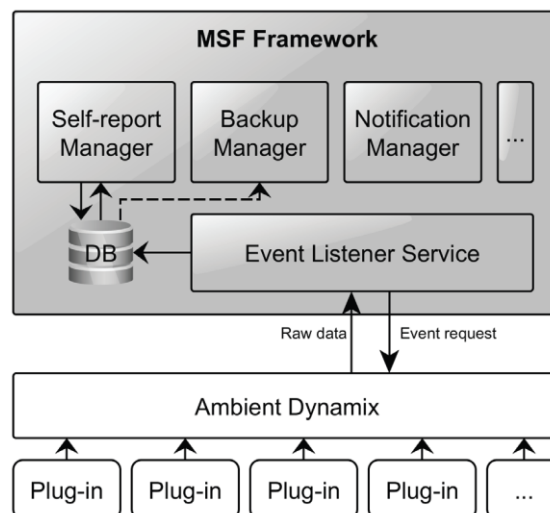 MSF Framework
Self-report
Manager
Backup
Manager
Notification
Manager
...
DB
Event Listener Service
Raw data
Event request
Ambient Dynamix
Plug-in
Plug-in
Plug-in
Plug-in
...